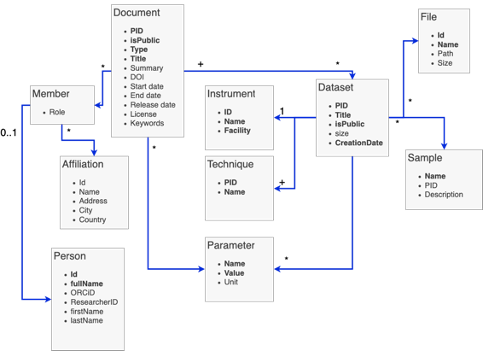 Document
PID
isPublic
Type
Title
Summary
DOI
Start date
End date
Release date
License
Keywords
File
Id
Name
Path
Size
+
*
*
*
Member
Role
0..1
*
Instrument
ID
Name
Facility
1
Dataset
PID
Title
isPublic
size
CreationDate
*
*
*
Affiliation
Id
Name
Address
City
Country
Technique
PID
Name
+
Sample
Name
PID
Description
Person
Id
fullName
ORCiD
ResearcherID
firstName
lastName
Parameter
Name
Value
Unit
*